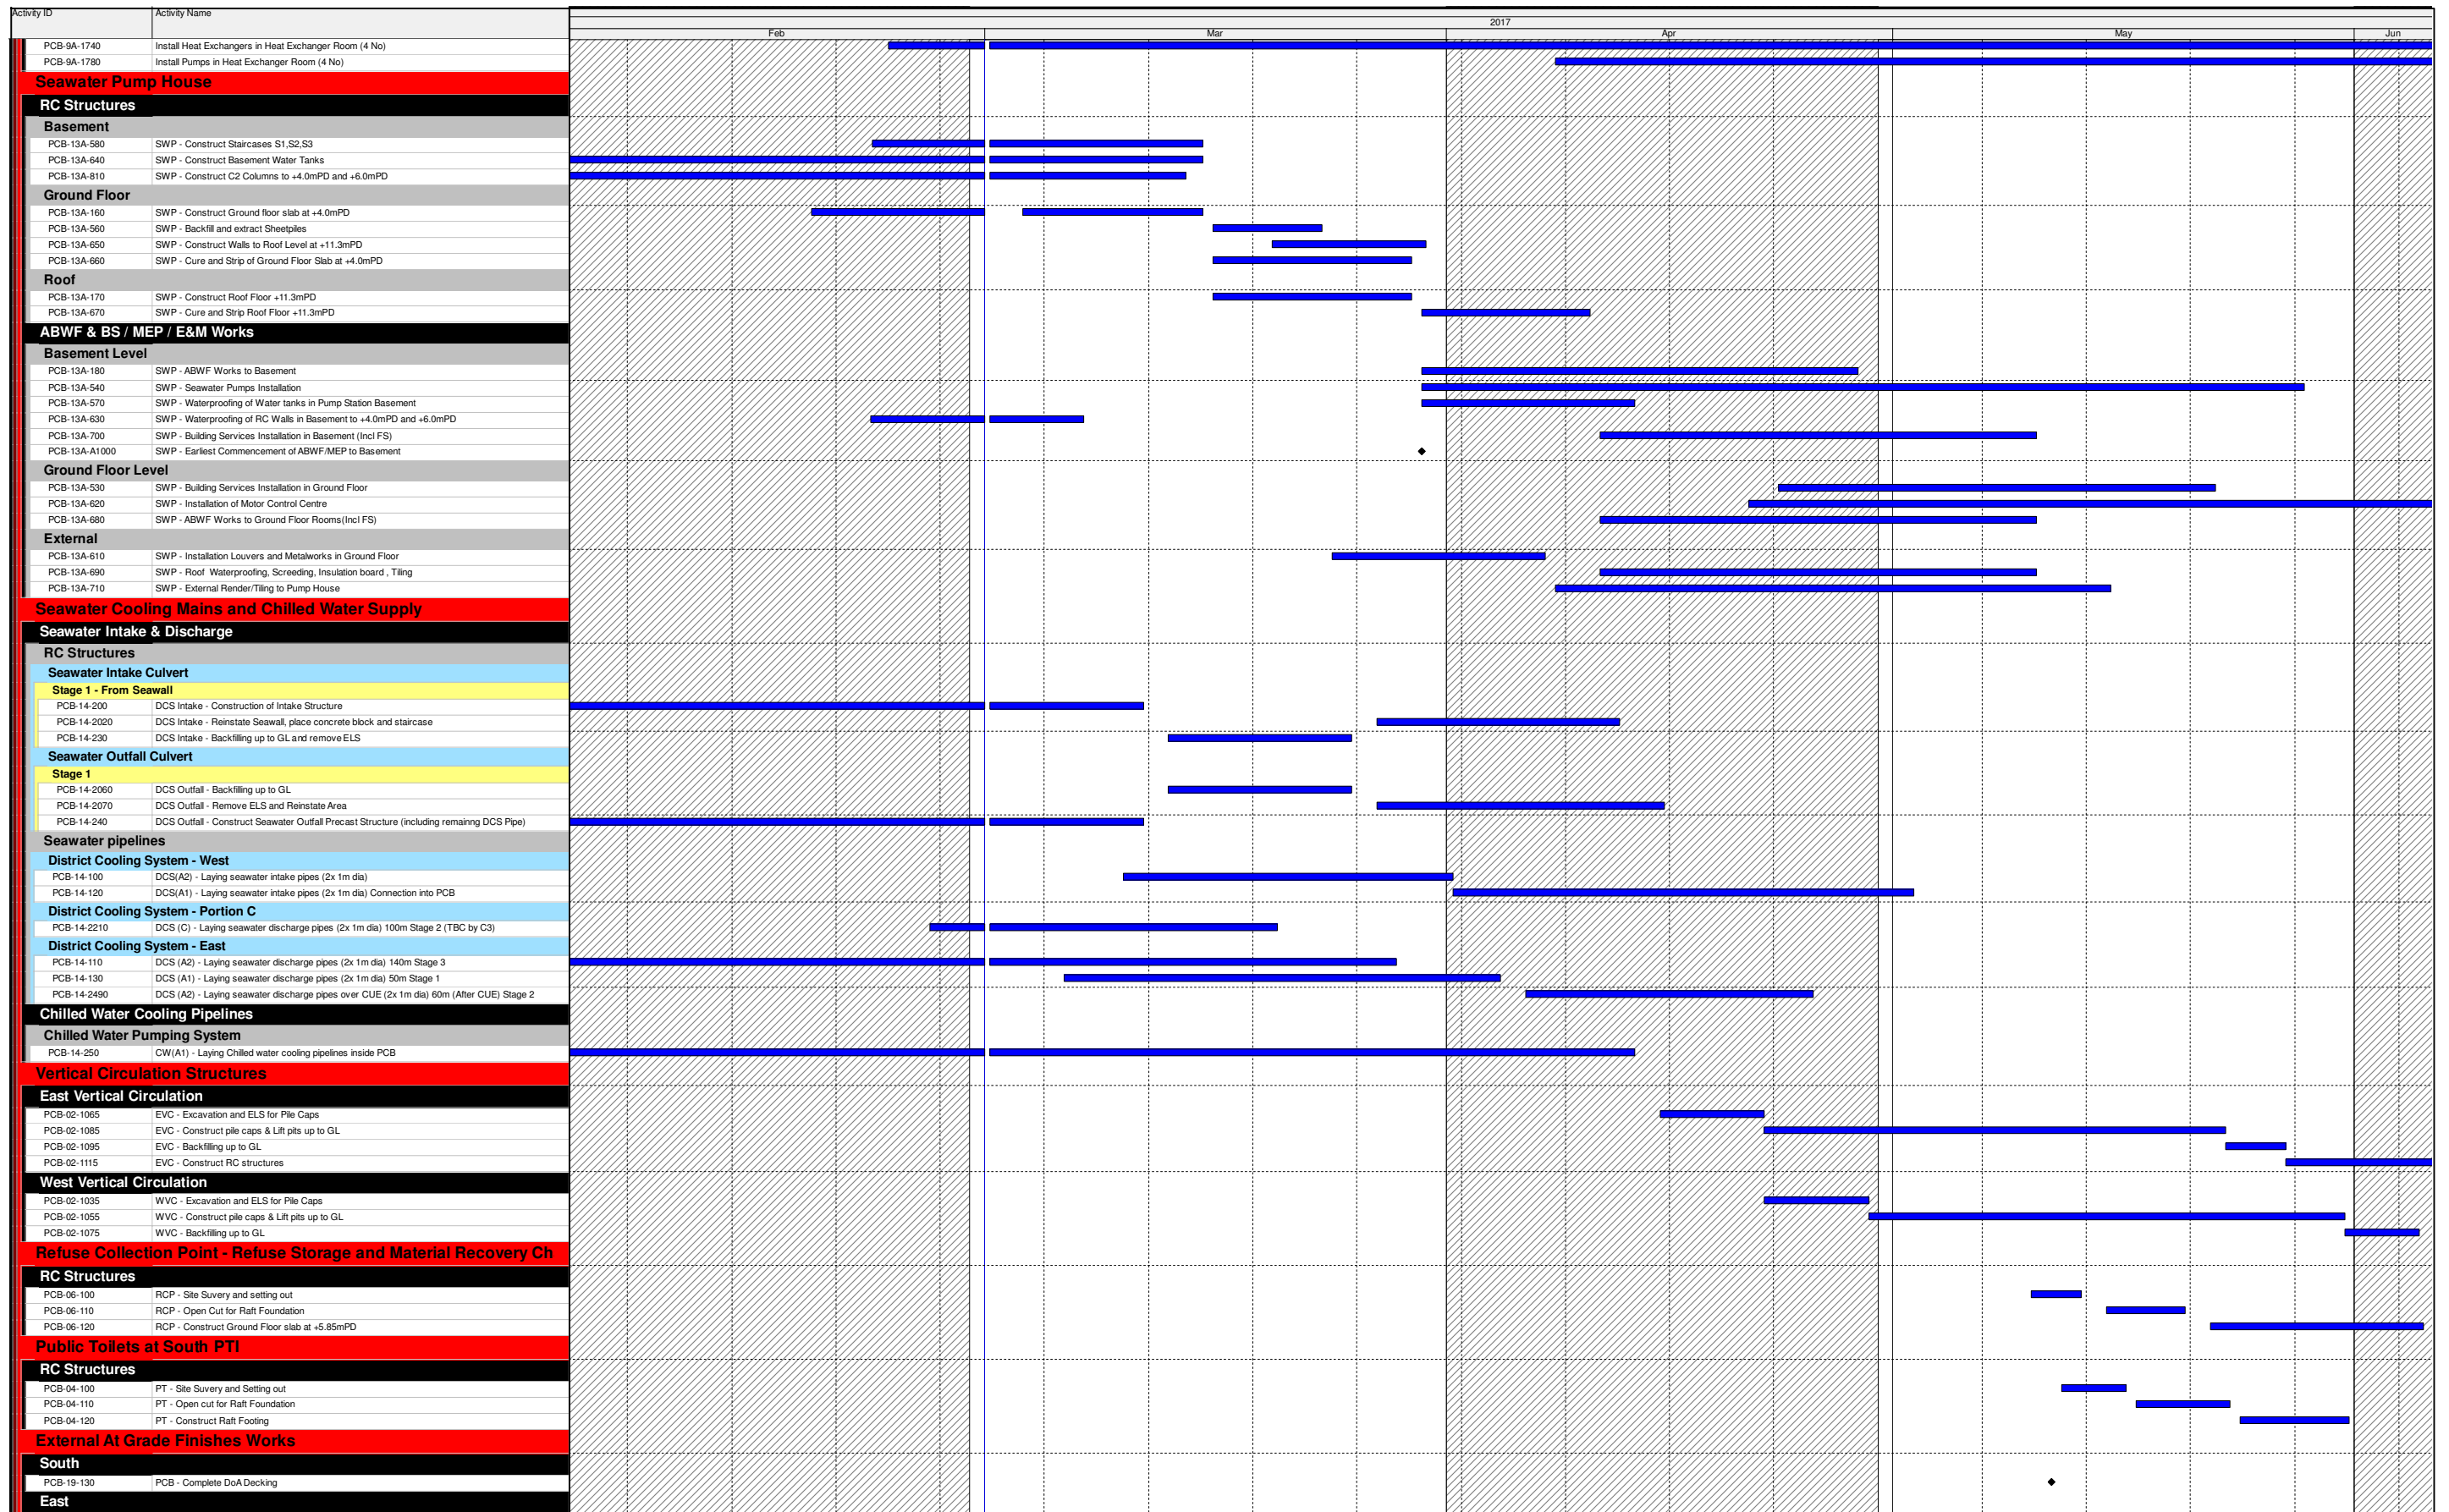 Activity ID Activity Name
2017
Feb Mar Apr May Jun
PCB-9A-1740 Install Heat Exchangers in Heat Exchanger Room (4 No)
PCB-9A-1780 Install Pumps in Heat Exchanger Room (4 No)
Seawater Pump House
RC Structures
Basement
PCB-13A-580 SWP - Construct Staircases S1,S2,S3
PCB-13A-640 SWP - Construct Basement Water Tanks
PCB-13A-810 SWP - Construct C2 Columns to +4.0mPD and +6.0mPD
Ground Floor
PCB-13A-160 SWP - Construct Ground floor slab at +4.0mPD
PCB-13A-560 SWP - Backfill and extract Sheetpiles
PCB-13A-650 SWP - Construct Walls to Roof Level at +11.3mPD
PCB-13A-660 SWP - Cure and Strip of Ground Floor Slab at +4.0mPD
Roof
PCB-13A-170 SWP - Construct Roof Floor +11.3mPD
PCB-13A-670 SWP - Cure and Strip Roof Floor +11.3mPD
ABWF & BS / MEP / E&M Works
Basement Level
PCB-13A-180 SWP - ABWF Works to Basement
PCB-13A-540 SWP - Seawater Pumps Installation
PCB-13A-570 SWP - Waterproofing of Water tanks in Pump Station Basement
PCB-13A-630 SWP - Waterproofing of RC Walls in Basement to +4.0mPD and +6.0mPD
PCB-13A-700 SWP - Building Services Installation in Basement (Incl FS)
PCB-13A-A1000 SWP - Earliest Commencement of ABWF/MEP to Basement
Ground Floor Level
PCB-13A-530 SWP - Building Services Installation in Ground Floor
PCB-13A-620 SWP - Installation of Motor Control Centre
PCB-13A-680 SWP - ABWF Works to Ground Floor Rooms(Incl FS)
External
PCB-13A-610 SWP - Installation Louvers and Metalworks in Ground Floor
PCB-13A-690 SWP - Roof Waterproofing, Screeding, Insulation board , Tiling
PCB-13A-710 SWP - External Render/Tiling to Pump House
Seawater Cooling Mains and Chilled Water Supply
Seawater Intake & Discharge
RC Structures
Seawater Intake Culvert
Stage 1 - From Seawall
PCB-14-200 DCS Intake - Construction of Intake Structure
PCB-14-2020 DCS Intake - Reinstate Seawall, place concrete block and staircase
PCB-14-230 DCS Intake - Backfilling up to GL and remove ELS
Seawater Outfall Culvert
Stage 1
PCB-14-2060 DCS Outfall - Backfilling up to GL
PCB-14-2070 DCS Outfall - Remove ELS and Reinstate Area
PCB-14-240 DCS Outfall - Construct Seawater Outfall Precast Structure (including remainng DCS Pipe)
Seawater pipelines
District Cooling System - West
PCB-14-100 DCS(A2) - Laying seawater intake pipes (2x 1m dia)
PCB-14-120 DCS(A1) - Laying seawater intake pipes (2x 1m dia) Connection into PCB
District Cooling System - Portion C
PCB-14-2210 DCS (C) - Laying seawater discharge pipes (2x 1m dia) 100m Stage 2 (TBC by C3)
District Cooling System - East
PCB-14-110 DCS (A2) - Laying seawater discharge pipes (2x 1m dia) 140m Stage 3
PCB-14-130 DCS (A1) - Laying seawater discharge pipes (2x 1m dia) 50m Stage 1
PCB-14-2490 DCS (A2) - Laying seawater discharge pipes over CUE (2x 1m dia) 60m (After CUE) Stage 2
Chilled Water Cooling Pipelines
Chilled Water Pumping System
PCB-14-250 CW(A1) - Laying Chilled water cooling pipelines inside PCB
Vertical Circulation Structures
East Vertical Circulation
PCB-02-1065 EVC - Excavation and ELS for Pile Caps
PCB-02-1085 EVC - Construct pile caps & Lift pits up to GL
PCB-02-1095 EVC - Backfilling up to GL
PCB-02-1115 EVC - Construct RC structures
West Vertical Circulation
PCB-02-1035 WVC - Excavation and ELS for Pile Caps
PCB-02-1055 WVC - Construct pile caps & Lift pits up to GL
PCB-02-1075 WVC - Backfilling up to GL
Refuse Collection Point - Refuse Storage and Material Recovery Ch
RC Structures
PCB-06-100 RCP - Site Suvery and setting out
PCB-06-110 RCP - Open Cut for Raft Foundation
PCB-06-120 RCP - Construct Ground Floor slab at +5.85mPD
Public Toilets at South PTI
RC Structures
PCB-04-100 PT - Site Suvery and Setting out
PCB-04-110 PT - Open cut for Raft Foundation
PCB-04-120 PT - Construct Raft Footing
External At Grade Finishes Works
South
PCB-19-130 PCB - Complete DoA Decking
East